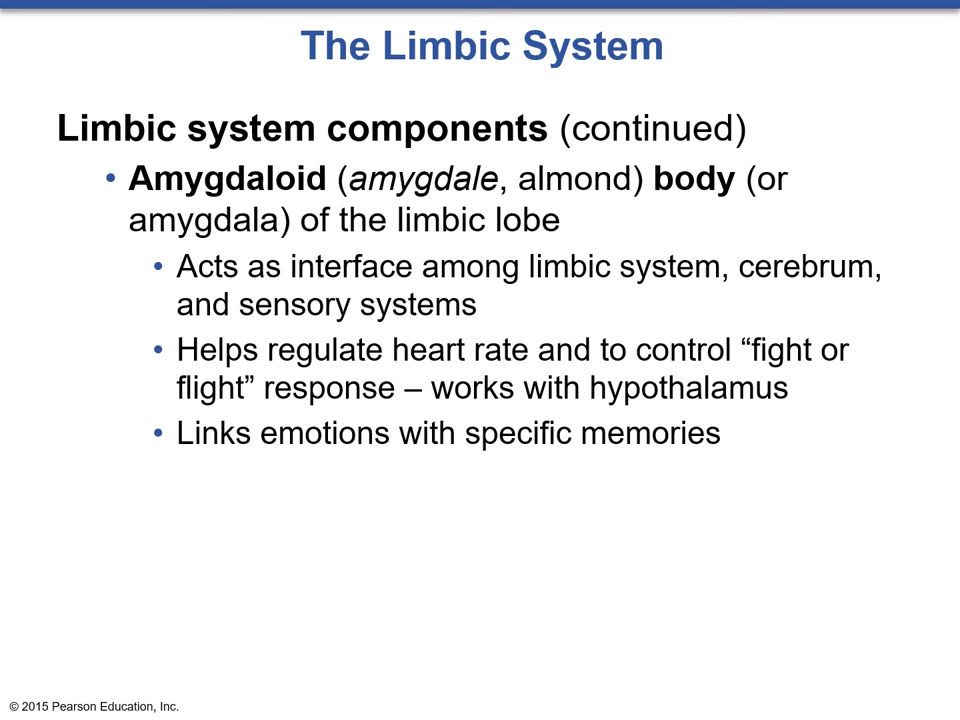 The Limbic System
Limbic system components (continued)
• Amygdaloid (amygdale, almond) body (or
amygdala) of the limbic lobe
• Acts as interface among limbic system, cerebrum,
and sensory systems
• Helps regulate heart rate and to control “fight or
flight” response – works with hypothalamus
• Links emotions with specific memories
© 2015 Pearson Education, Inc.